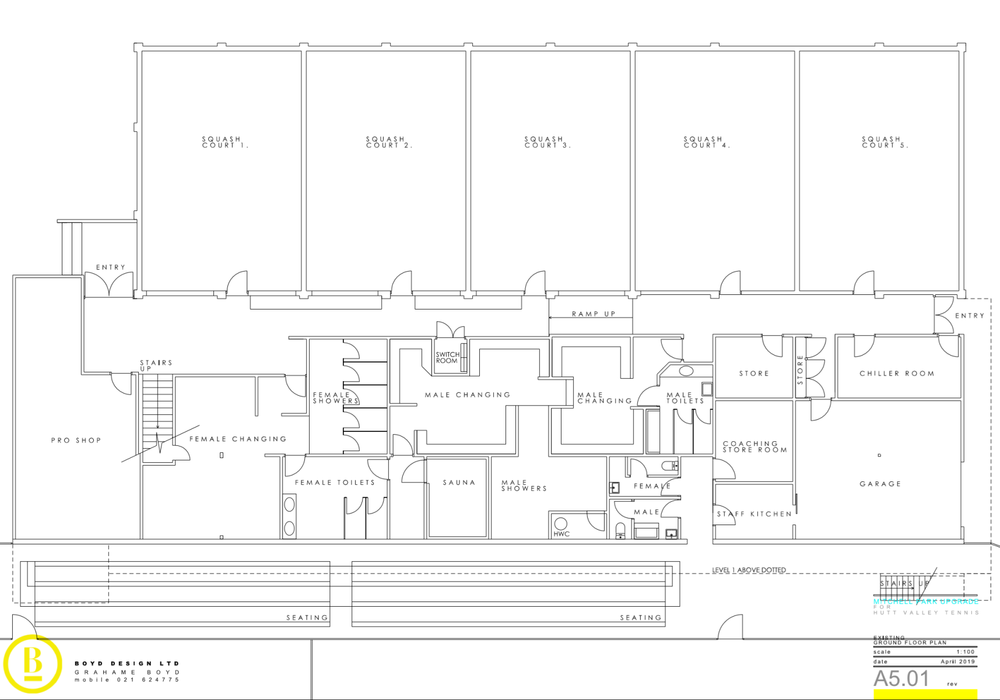 SQUASH
COURT 1.
SQUASH
COURT 2.
SQUASH
COURT 3.
SQUASH
COURT 4.
SQUASH
COURT 5.
ENTRY
RAMP UP
ENTRY
STAIRS
UP
SWITCH
ROOM
STORE
STORE
CHILLER ROOM
FEMALE
SHOWERS
MALE CHANGING
MALE
CHANGING
MALE
TOILETS
PRO SHOP
FEMALE CHANGING
COACHING
STORE ROOM
FEMALE TOILETS
SAUNA
MALE
SHOWERS
FEMALE
GARAGE
MALE
STAFF KITCHEN
HWC
LEVEL 1 ABOVE DOTTED
STAIRS UP
SEATING
SEATING
MITCHELL PARK UPGRADE
FOR
HUTT VALLEY TENNIS
EXISTING
GROUND FLOOR PLAN
scale 1:100
date April 2019
A5.01 rev
B
BOYD DESIGN LTD
GRAHAME BOYD
mobile 021 624775